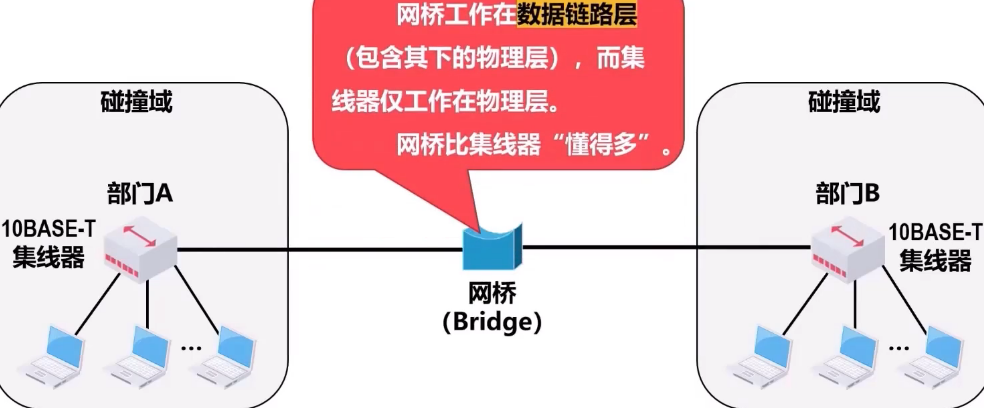 网桥工作在数据链路层
（包含其下的物理层），而集
线器仅工作在物理层。
网桥比集线器“懂得多”。
碰撞域
碰撞域
部门A
部门B
10BASE-T
集线器
10BASE-T
集线器
...
...
网桥
（Bridge）